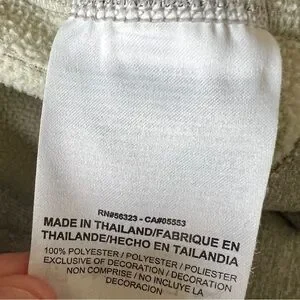 RN#56323 - CA#05553
MADE IN THAILAND/FABRIQUE EN
THAILANDE/HECHO EN TAILANDIA
100% POLYESTER / POLYESTER / POLIESTER
EXCLUSIVE OF DECORATION / DECORATION
NON COMPRISE / NO INCLUYE LA
DECORACION